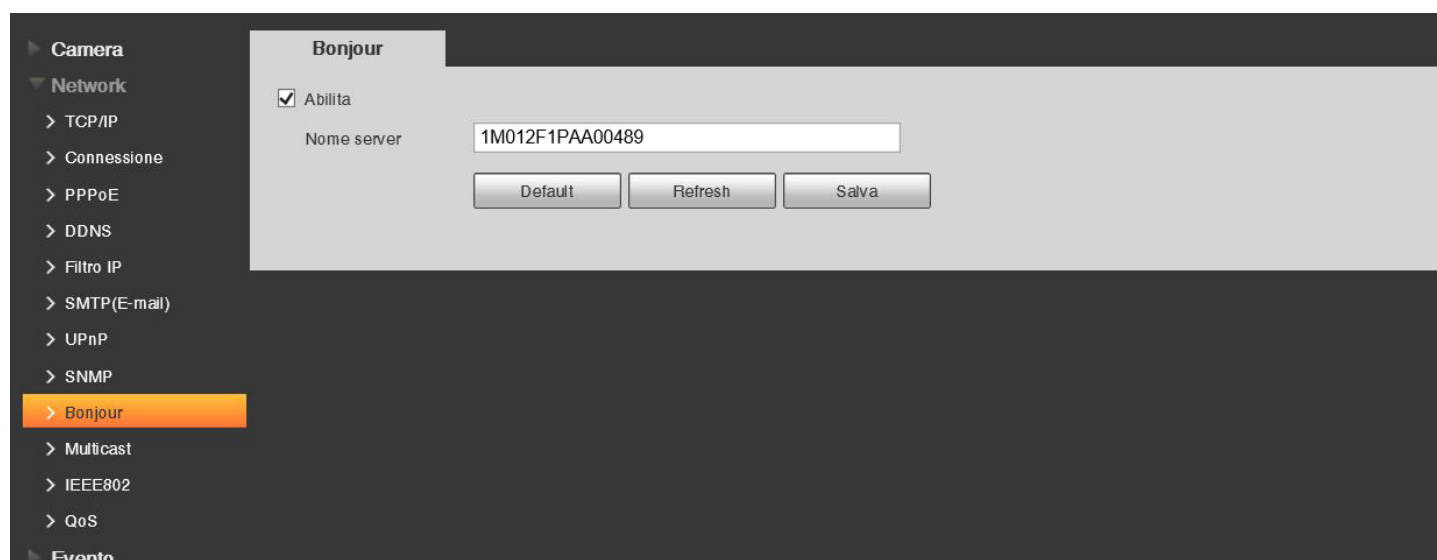 Camera
Network
TCP/IP
Connessione
PPPoE
DDNS
Filtro IP
SMTP(E-mail)
UPnP
SNMP
Bonjour
Multicast
IEEE802
QoS
Evento
Bonjour
Abilita
Nome server 1M012F1PAA00489
Default Refresh Salva